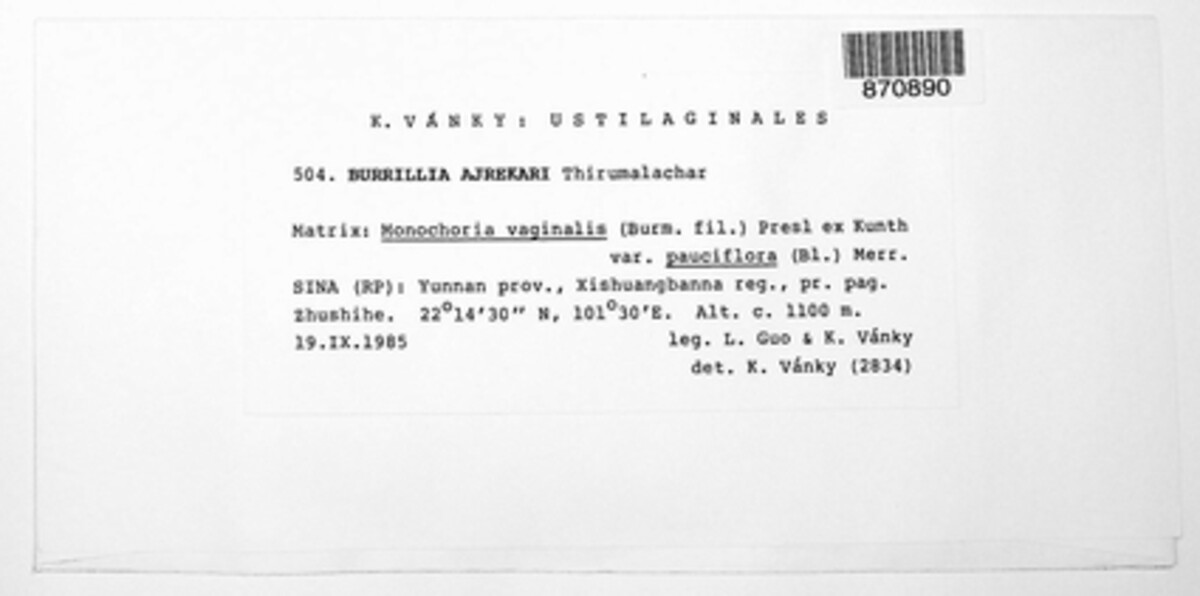 870890
K. VÁNKY: USTILAGINALES
504. BURRILLIA AJREKARI Thirumalachar
Matrix: Monochoria vaginalis (Burm. fil.) Presl ex Kunth
var. pauciflora (Bl.) Merr.
SINA (RP): Yunnan prov., Xishuangbanna reg., pr. pag.
Zhushihe. 22°14'30" N, 101°30'E. Alt. c. 1100 m.
19.IX.1985 leg. L. Guo & K. Vánky
det. K. Vánky (2834)